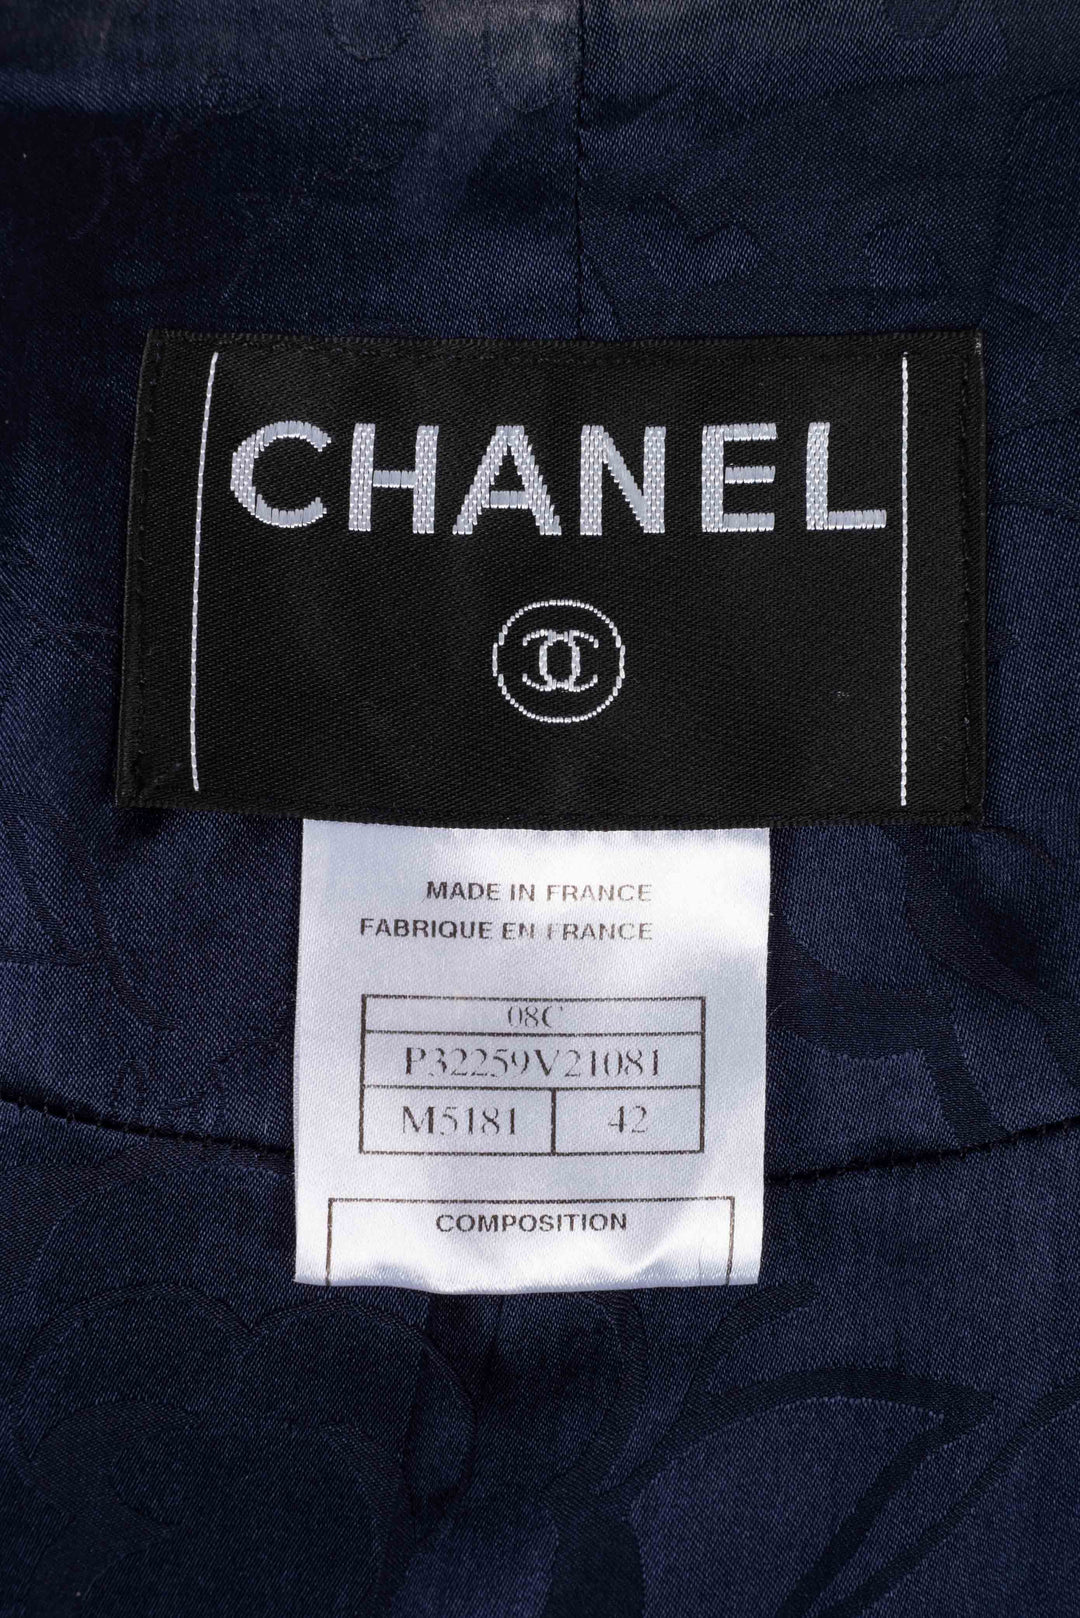 CHANEL
MADE IN FRANCE
FABRIQUE EN FRANCE
08C
P32259V21081
M5181 42
COMPOSITION